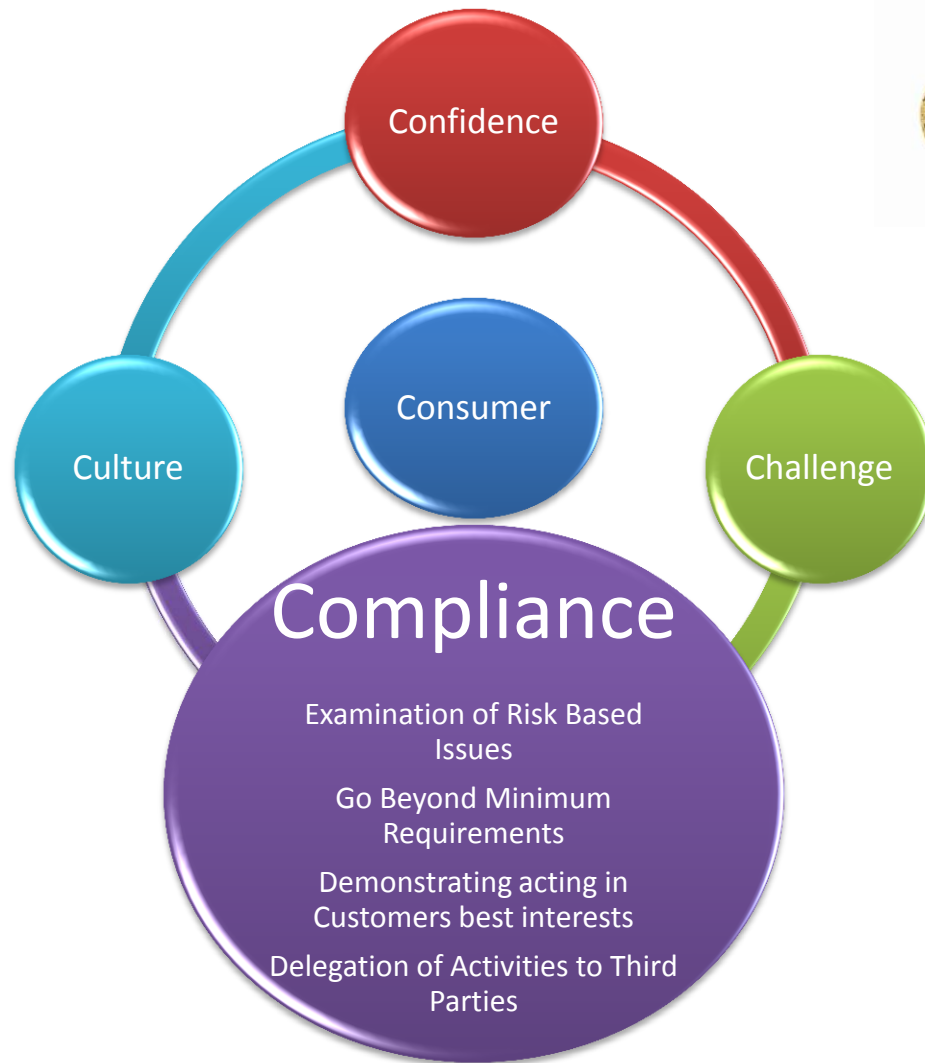 Confidence
Consumer
Culture
Challenge
Compliance
Examination of Risk Based
Issues
Go Beyond Minimum
Requirements
Demonstrating acting in
Customers best interests
Delegation of Activities to Third
Parties